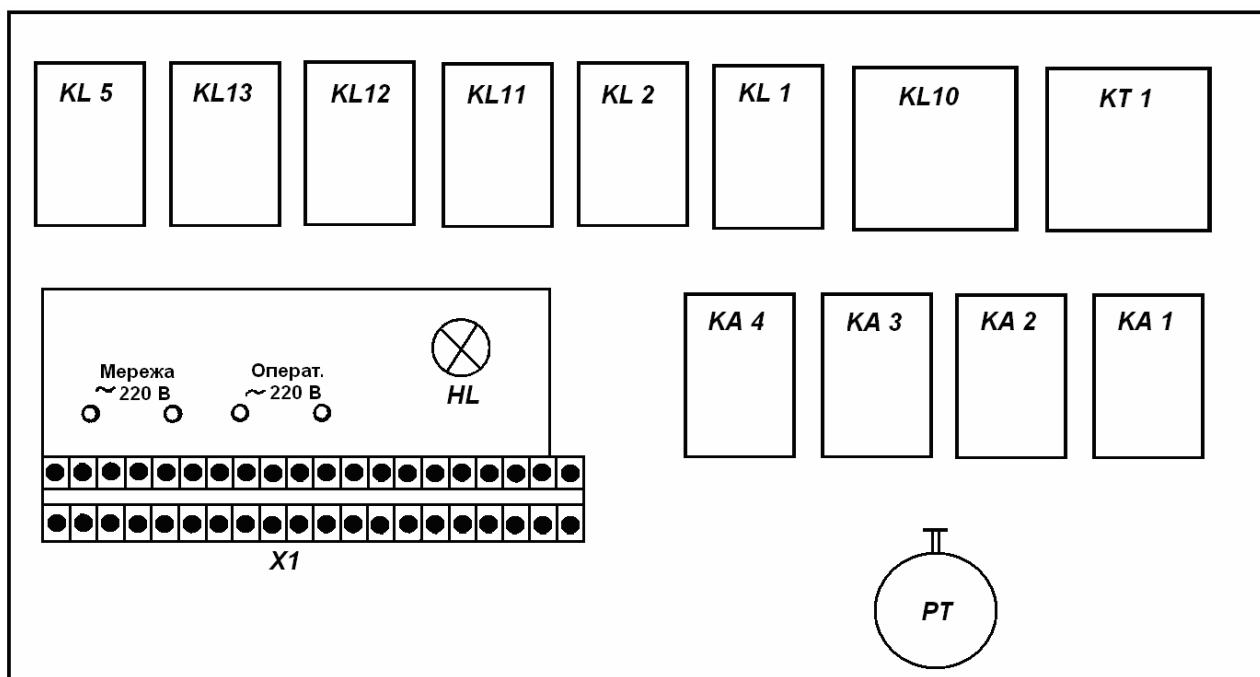 KL 5 KL13 KL12 KL11 KL 2 KL 1 KL10 KT 1
KA 4 KA 3 KA 2 KA 1
Мережа Операт.
~ 220 В ~ 220 В
HL
X1
PT